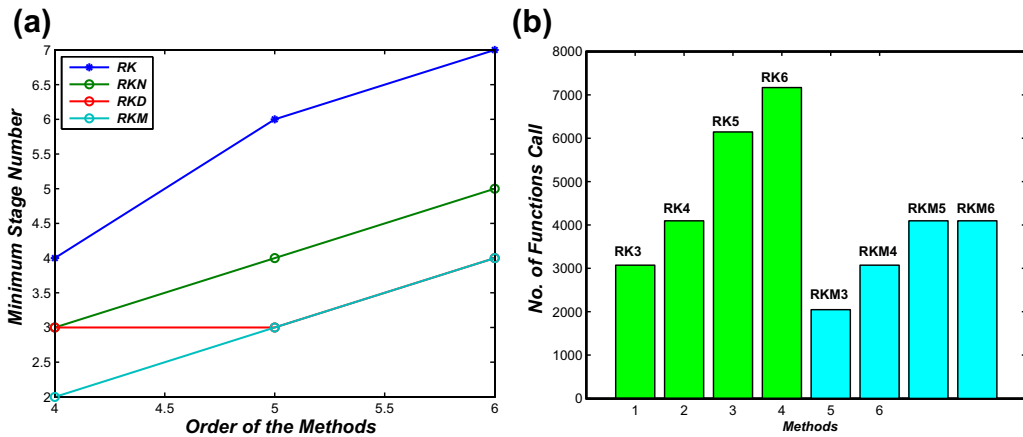 (a)
7
6.5
6
5.5
5
4.5
4
3.5
3
2.5
2
Minimum Stage Number
RK
RKN
RKD
RKM
4
4.5
5
5.5
6
Order of the Methods
(b)
8000
7000
6000
5000
4000
3000
2000
1000
0
No. of Functions Call
RK3
RK4
RK5
RK6
RKM3
RKM4
RKM5
RKM6
1
2
3
4
5
6
Methods